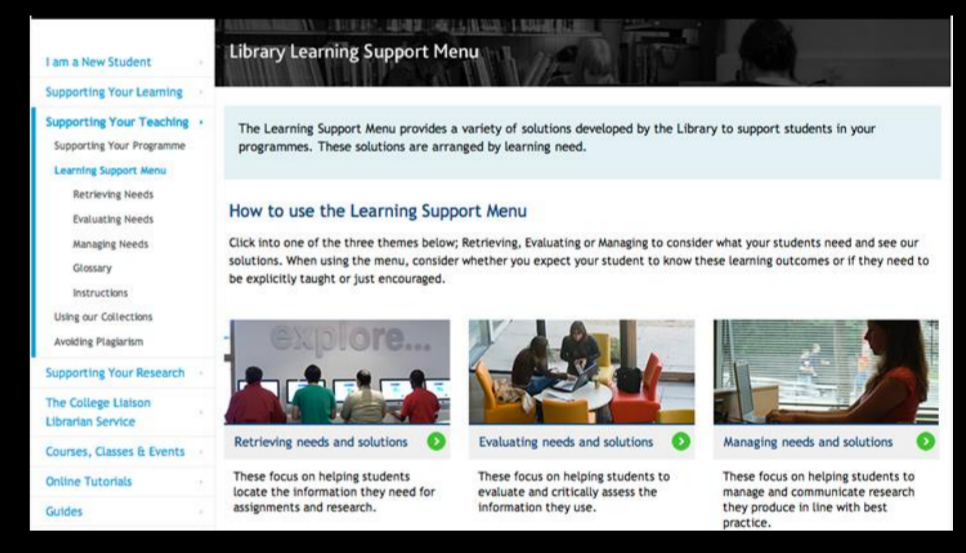 I am a New Student
Supporting Your Learning
Supporting Your Teaching
Supporting Your Programme
Learning Support Menu
Retrieving Needs
Evaluating Needs
Managing Needs
Glossary
Instructions
Using our Collections
Avoiding Plagiarism
Supporting Your Research
The College Liaison
Librarian Service
Courses, Classes & Events
Online Tutorials
Guides
Library Learning Support Menu
The Learning Support Menu provides a variety of solutions developed by the Library to support students in your
programmes. These solutions are arranged by learning need.
How to use the Learning Support Menu
Click into one of the three themes below; Retrieving, Evaluating or Managing to consider what your students need and see our
solutions. When using the menu, consider whether you expect your student to know these learning outcomes or if they need to
be explicitly taught or just encouraged.
explore...
Retrieving needs and solutions
These focus on helping students
locate the information they need for
assignments and research.
Evaluating needs and solutions
These focus on helping students to
evaluate and critically assess the
information they use.
Managing needs and solutions
These focus on helping students to
manage and communicate research
they produce in line with best
practice.